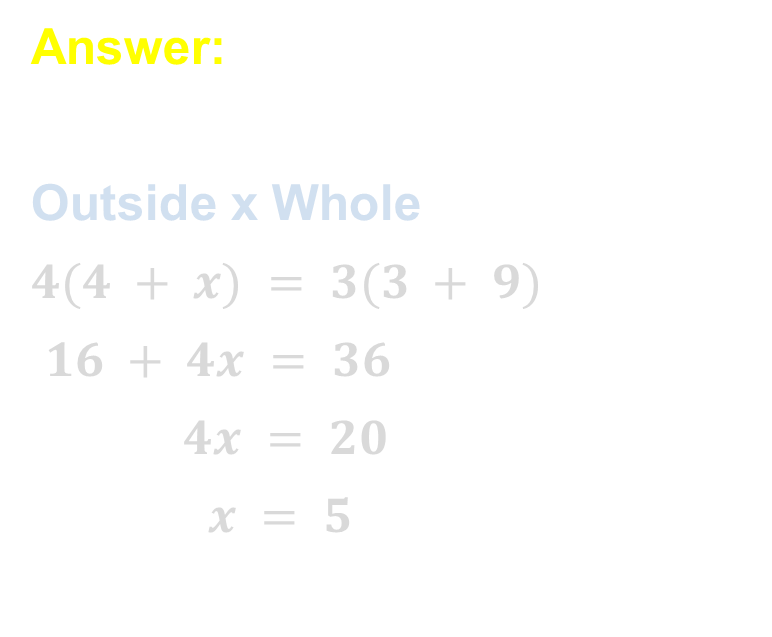 Answer:
Outside x Whole
4(4 + x) = 3(3 + 9)
16 + 4x = 36
4x = 20
x = 5